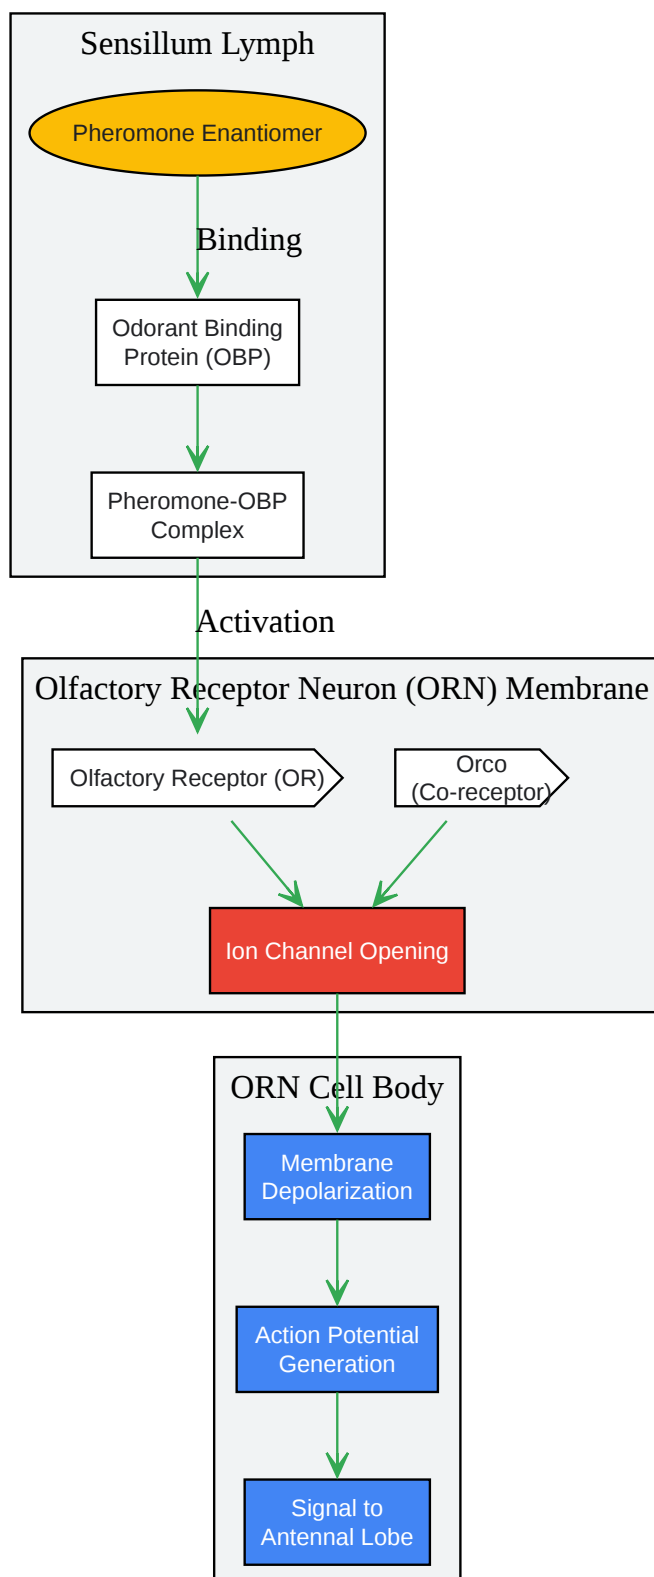 Sensillum Lymph
Pheromone Enantiomer
Binding
Odorant Binding
Protein (OBP)
Pheromone-OBP
Complex
Activation
Olfactory Receptor Neuron (ORN) Membrane
Olfactory Receptor (OR)
Orco
(Co-receptor)
Ion Channel Opening
ORN Cell Body
Membrane
Depolarization
Action Potential
Generation
Signal to
Antennal Lobe